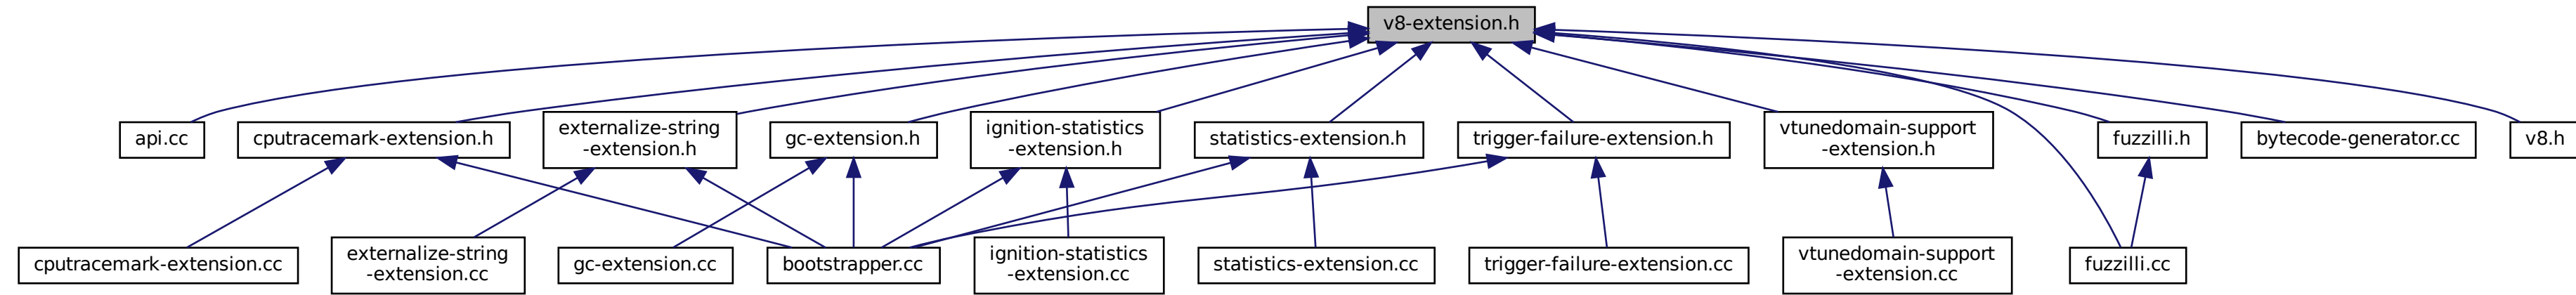 v8-extension.h
api.cc
cputracemark-extension.h
externalize-string
-extension.h
gc-extension.h
ignition-statistics
-extension.h
statistics-extension.h
trigger-failure-extension.h
vtunedomain-support
-extension.h
fuzzilli.h
bytecode-generator.cc
v8.h
cputracemark-extension.cc
externalize-string
-extension.cc
gc-extension.cc
bootstrapper.cc
ignition-statistics
-extension.cc
statistics-extension.cc
trigger-failure-extension.cc
vtunedomain-support
-extension.cc
fuzzilli.cc